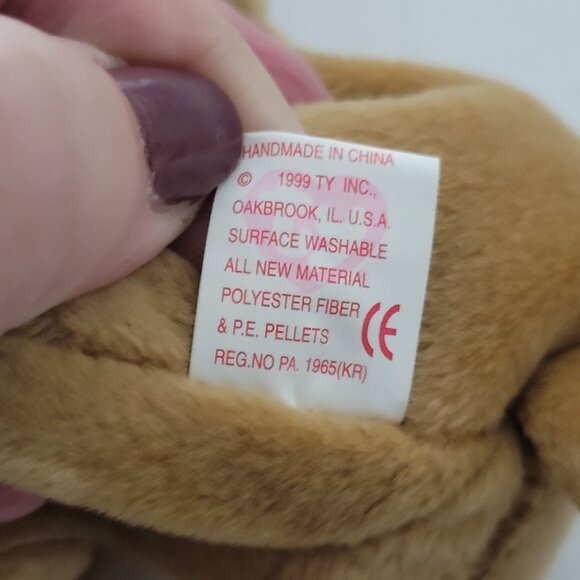 HANDMADE IN CHINA
© 1999 TY INC.,
OAKBROOK, IL. U.S.A.
SURFACE WASHABLE
ALL NEW MATERIAL
POLYESTER FIBER
& P.E. PELLETS
REG.NO PA. 1965(KR)
CE